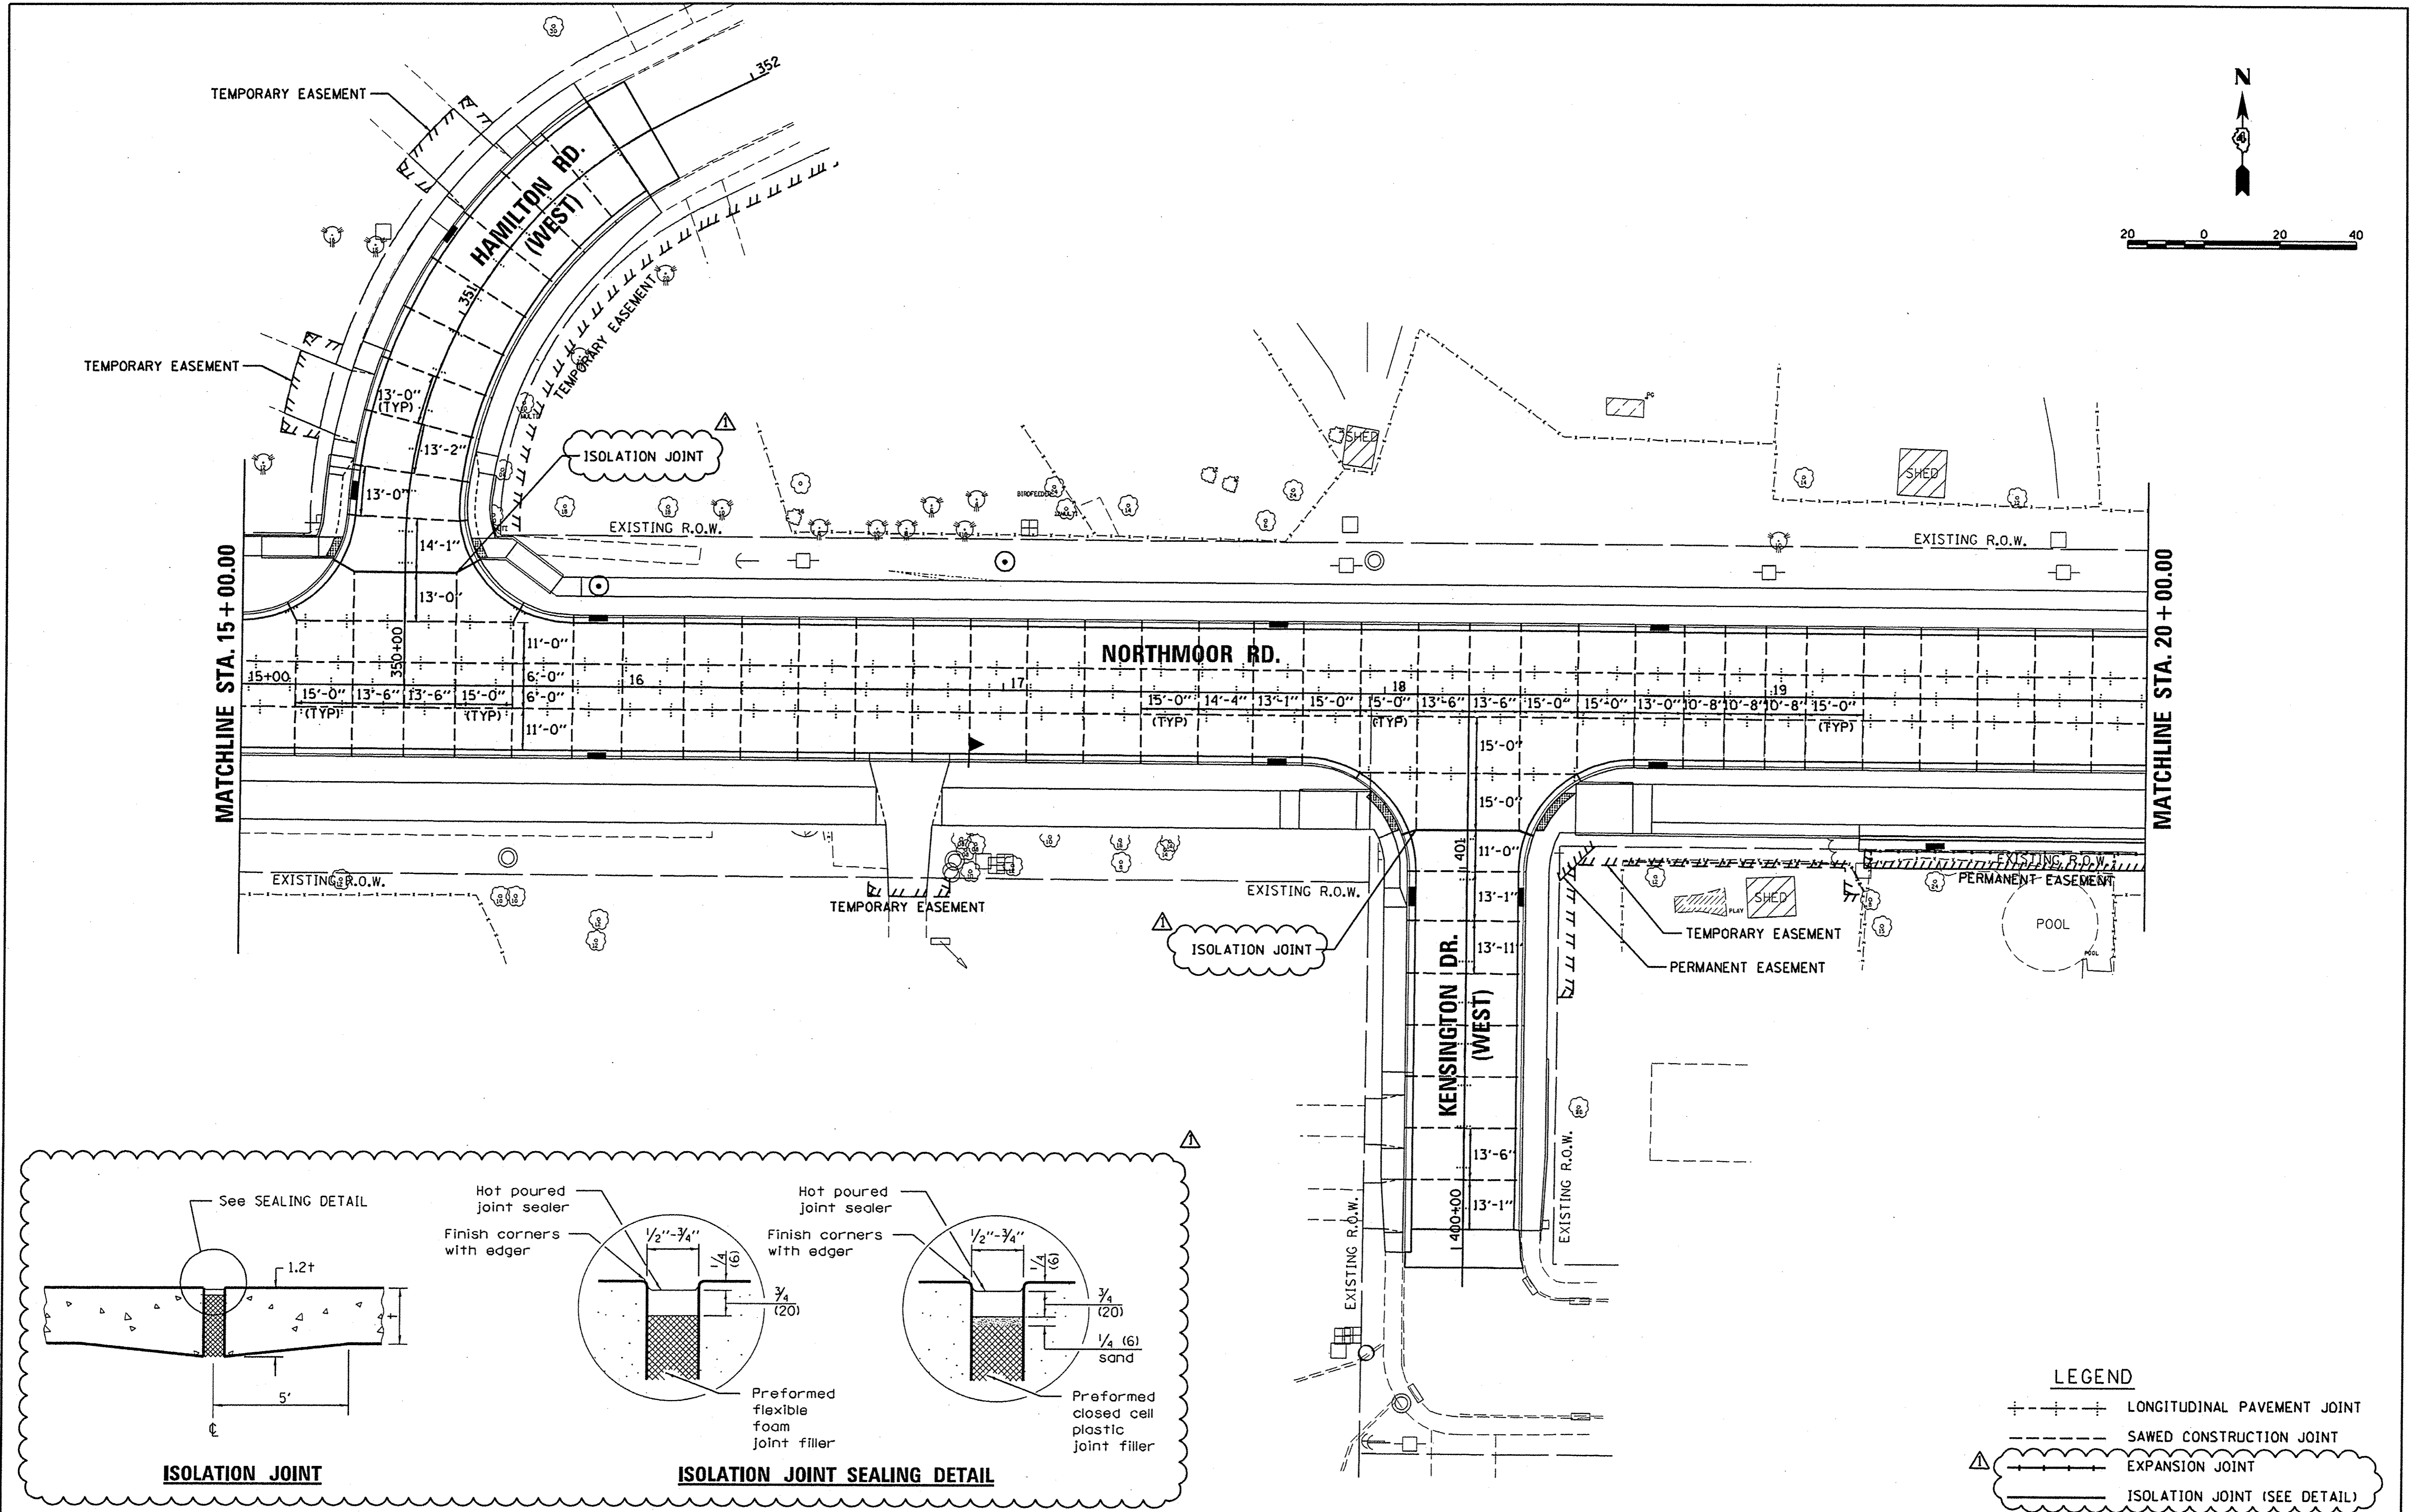 TEMPORARY EASEMENT
352
N
HAMILTON RD.
(WEST)
20 0 20 40
351
TEMPORARY EASEMENT
TEMPORARY EASEMENT
13'-0"
(TYP)
13'-2"
13'-0"
14'-1"
13'-0"
1
ISOLATION JOINT
EXISTING R.O.W.
BIRDFEEDER
SHED
SHED
EXISTING R.O.W.
MATCHLINE STA. 15+00.00
MATCHLINE STA. 20+00.00
NORTHMOOR RD.
350+00
11'-0"
6'-0"
6'-0"
11'-0"
15+00
16
17
18
19
15'-0" 13'-6" 13'-6" 15'-0"
(TYP) (TYP)
15'-0" 14'-4" 13'-1" 15'-0" 15'-0" 13'-6" 13'-6" 15'-0" 15'-0" 13'-0" 10'-8" 10'-8" 10'-8" 15'-0"
(TYP) (TYP) (TYP)
15'-0"
15'-0"
401
11'-0"
13'-1"
13'-11"
EXISTING R.O.W.
TEMPORARY EASEMENT
EXISTING R.O.W.
1
ISOLATION JOINT
KENSINGTON DR.
(WEST)
EXISTING R.O.W.
PERMANENT EASEMENT
SHED
PLAY
POOL
POOL
TEMPORARY EASEMENT
PERMANENT EASEMENT
13'-6"
13'-1"
400+00
EXISTING R.O.W.
EXISTING R.O.W.
1
See SEALING DETAIL
1.2t
t
5'
℄
ISOLATION JOINT
Hot poured
joint sealer
Finish corners
with edger
1/2"-3/4"
1/4
(6)
3/4
(20)
Preformed
flexible
foam
joint filler
Hot poured
joint sealer
Finish corners
with edger
1/2"-3/4"
1/4
(6)
3/4
(20)
1/4 (6)
sand
Preformed
closed cell
plastic
joint filler
ISOLATION JOINT SEALING DETAIL
LEGEND
LONGITUDINAL PAVEMENT JOINT
SAWED CONSTRUCTION JOINT
1
EXPANSION JOINT
ISOLATION JOINT (SEE DETAIL)